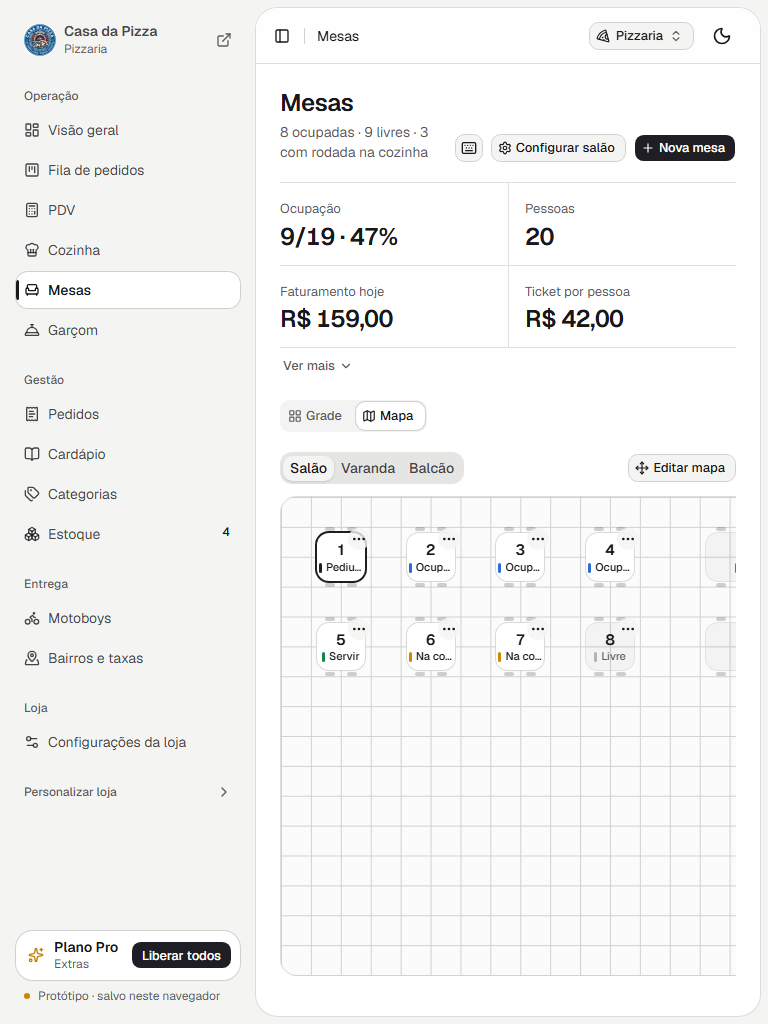 Casa da Pizza
Pizzaria
Operação
Visão geral
Fila de pedidos
PDV
Cozinha
Mesas
Garçom
Gestão
Pedidos
Cardápio
Categorias
Estoque 4
Entrega
Motoboys
Bairros e taxas
Loja
Configurações da loja
Personalizar loja
Plano Pro
Extras
Liberar todos
Protótipo · salvo neste navegador
Mesas
Pizzaria
Mesas
8 ocupadas · 9 livres · 3
com rodada na cozinha
Configurar salão
Nova mesa
Ocupação
9/19 · 47%
Pessoas
20
Faturamento hoje
R$ 159,00
Ticket por pessoa
R$ 42,00
Ver mais
Grade Mapa
Salão Varanda Balcão
Editar mapa
1
Pediu...
2
Ocup...
3
Ocup...
4
Ocup...
5
Servir
6
Na co...
7
Na co...
8
Livre